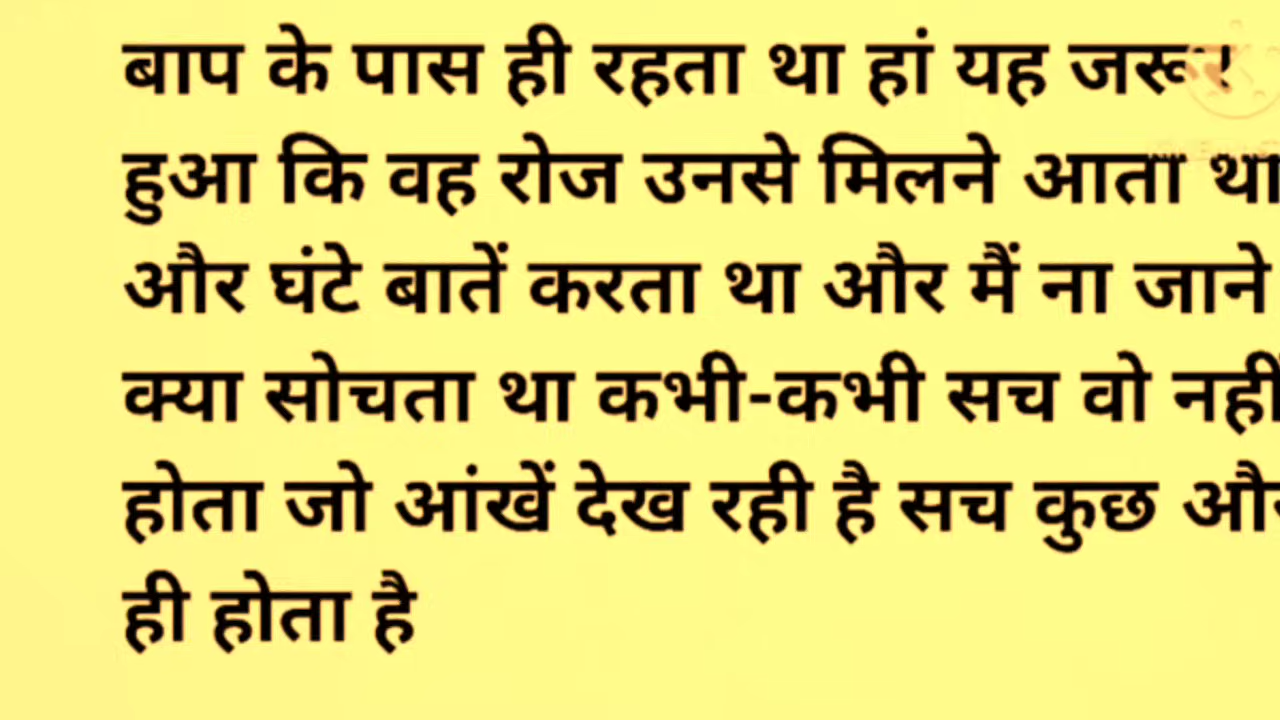 बाप के पास ही रहता था हां यह जरूर
हुआ कि वह रोज उनसे मिलने आता था
और घंटे बातें करता था और मैं ना जाने
क्या सोचता था कभी-कभी सच वो नहीं
होता जो आंखें देख रही है सच कुछ और
ही होता है